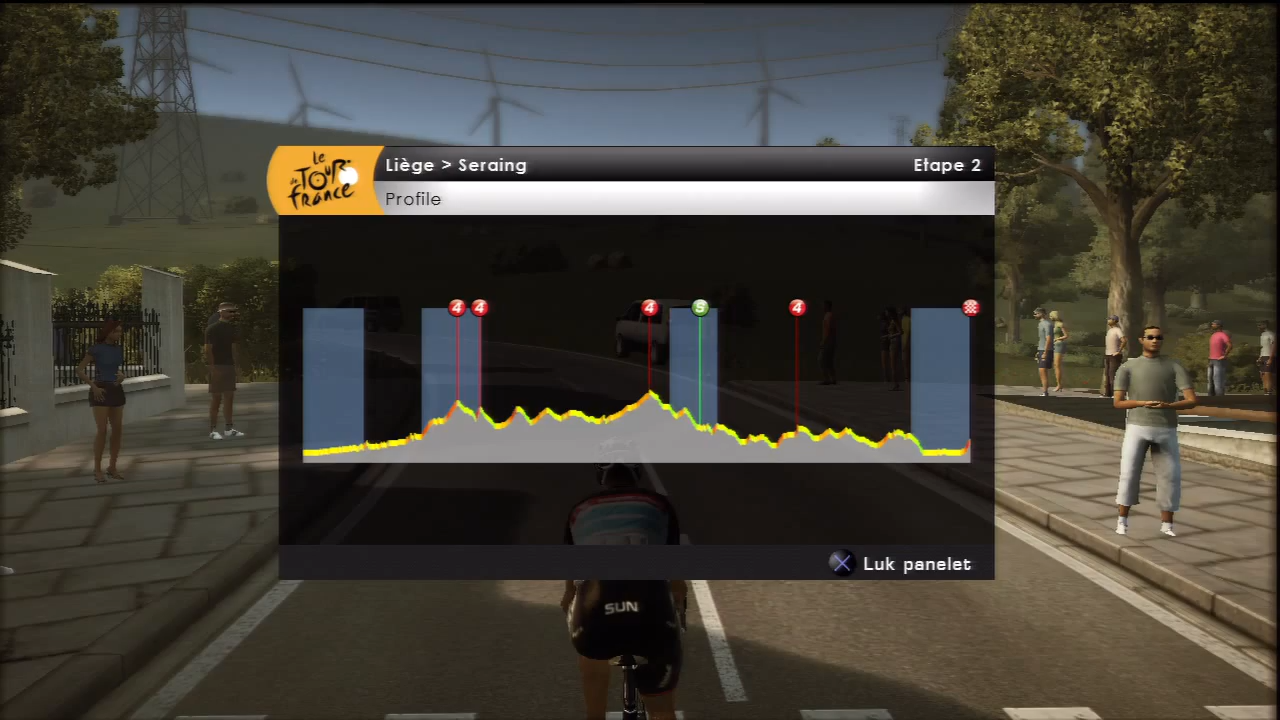 Le
TOUR
de
france
Liège > Seraing
Etape 2
Profile
4
4
4
S
4
Luk panelet
SUN